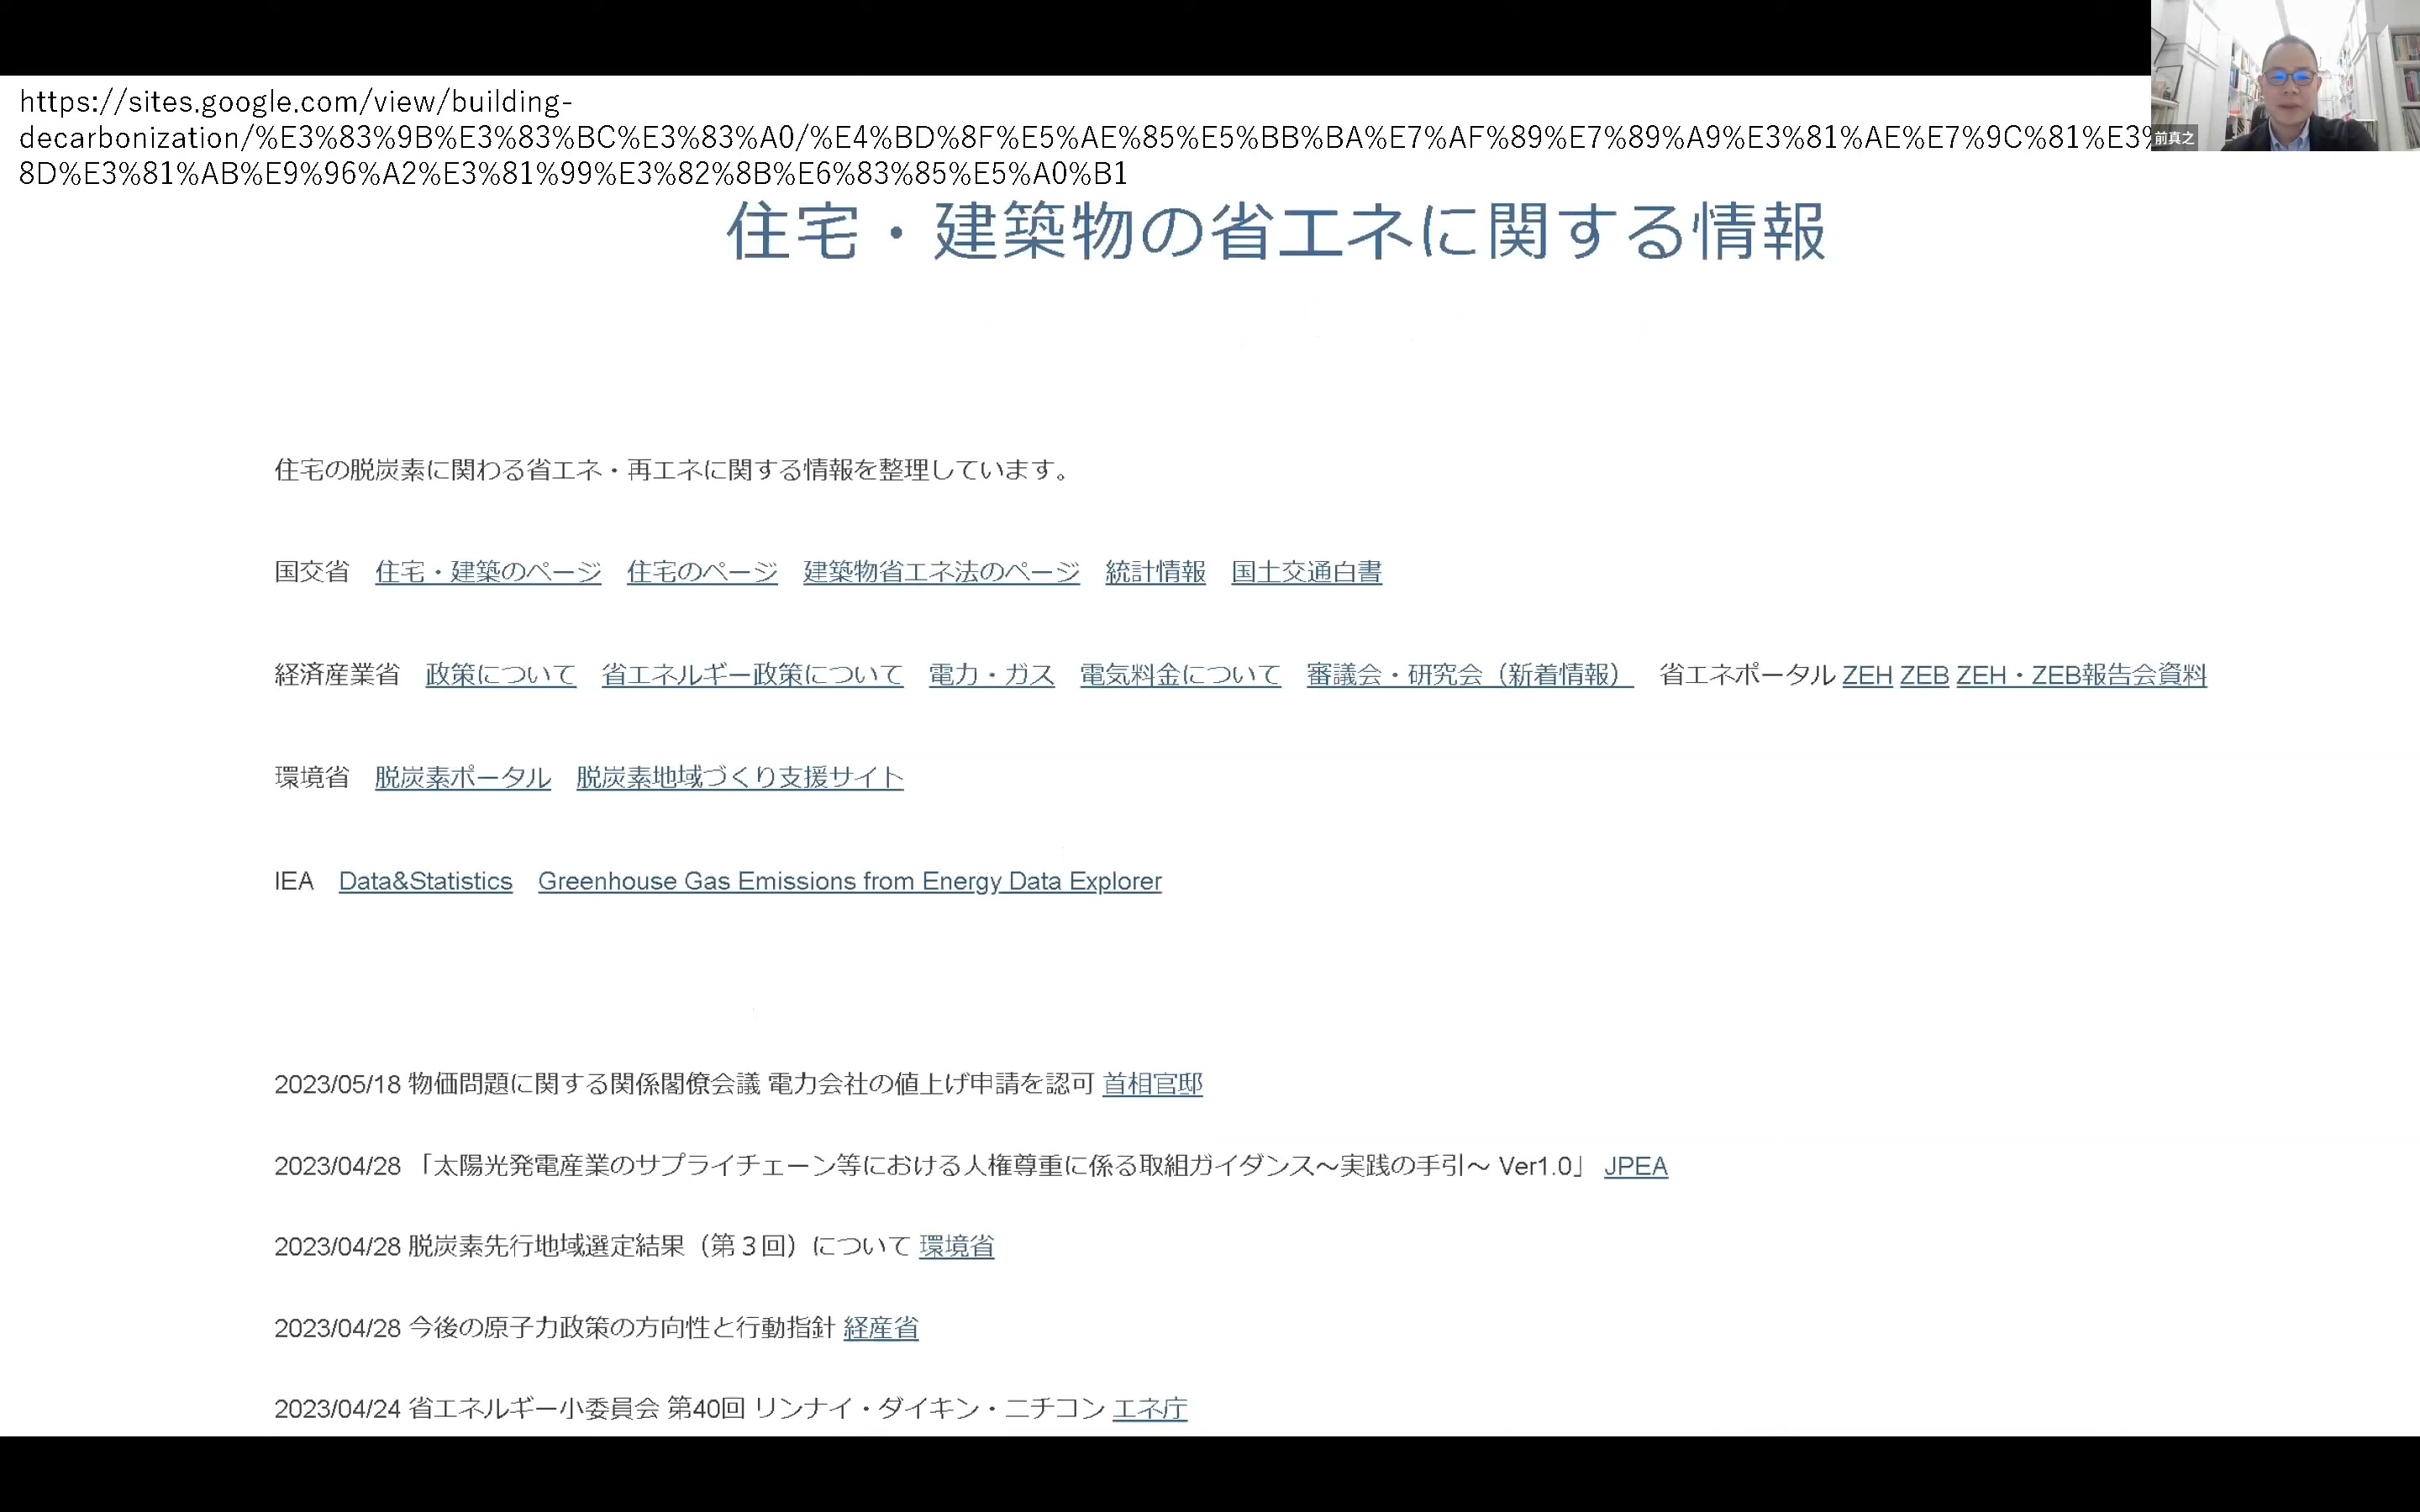 https://sites.google.com/view/building-
decarbonization/%E3%83%9B%E3%83%BC%E3%83%A0/%E4%BD%8F%E5%AE%85%E5%BB%BA%E7%AF%89%E7%89%A9%E3%81%AE%E7%9C%81%E3%
8D%E3%81%AB%E9%96%A2%E3%81%99%E3%82%8B%E6%83%85%E5%A0%B1
前真之
住宅・建築物の省エネに関する情報
住宅の脱炭素に関わる省エネ・再エネに関する情報を整理しています。
国交省 住宅・建築のページ 住宅のページ 建築物省エネ法のページ 統計情報 国土交通白書
経済産業省 政策について 省エネルギー政策について 電力・ガス 電気料金について 審議会・研究会（新着情報） 省エネポータル ZEH ZEB ZEH・ZEB報告会資料
環境省 脱炭素ポータル 脱炭素地域づくり支援サイト
IEA Data&Statistics Greenhouse Gas Emissions from Energy Data Explorer
2023/05/18 物価問題に関する関係閣僚会議 電力会社の値上げ申請を認可 首相官邸
2023/04/28 「太陽光発電産業のサプライチェーン等における人権尊重に係る取組ガイダンス～実践の手引～ Ver1.0」 JPEA
2023/04/28 脱炭素先行地域選定結果（第３回）について 環境省
2023/04/28 今後の原子力政策の方向性と行動指針 経産省
2023/04/24 省エネルギー小委員会 第40回 リンナイ・ダイキン・ニチコン エネ庁